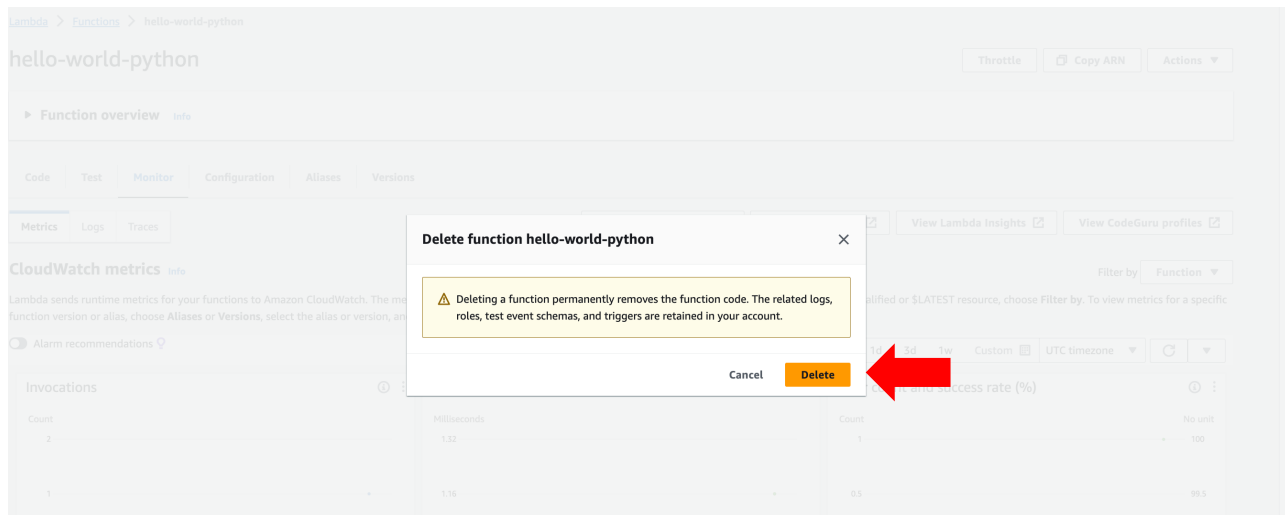 Lambda > Functions > hello-world-python
hello-world-python
Throttle Copy ARN Actions
Function overview Info
Code Test Monitor Configuration Aliases Versions
Metrics Logs Traces
View Lambda Insights View CodeGuru profiles
Delete function hello-world-python
Deleting a function permanently removes the function code. The related logs,
roles, test event schemas, and triggers are retained in your account.
Cancel Delete
CloudWatch metrics Info
Filter by Function
Lambda sends runtime metrics for your functions to Amazon CloudWatch. The
$LATEST resource, choose Filter by. To view metrics for a specific
function version or alias, choose Aliases or Versions, select the alias or version,
Alarm recommendations
1d 3d 1w Custom UTC timezone
Invocations
count and success rate (%)
Count
2
1
Milliseconds
1.32
1.16
Count No unit
1 100
0.5 99.5